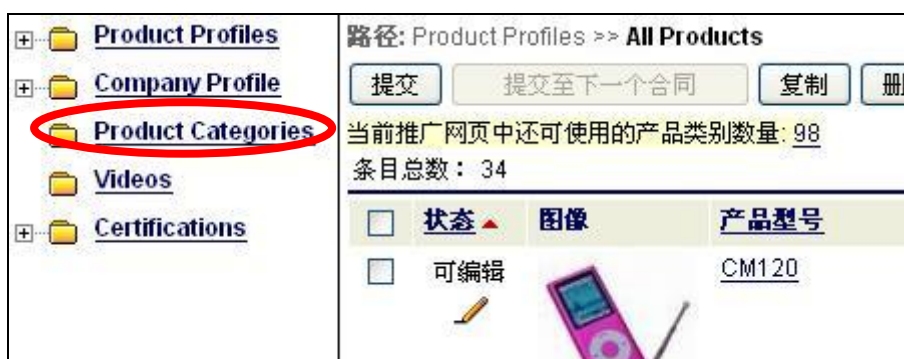 Product Profiles
Company Profile
Product Categories
Videos
Certifications
路径: Product Profiles >> All Products
提交 提交至下一个合同 复制
当前推广网页中还可使用的产品类别数量: 98
条目总数： 34
状态 图像 产品型号
可编辑 CM120